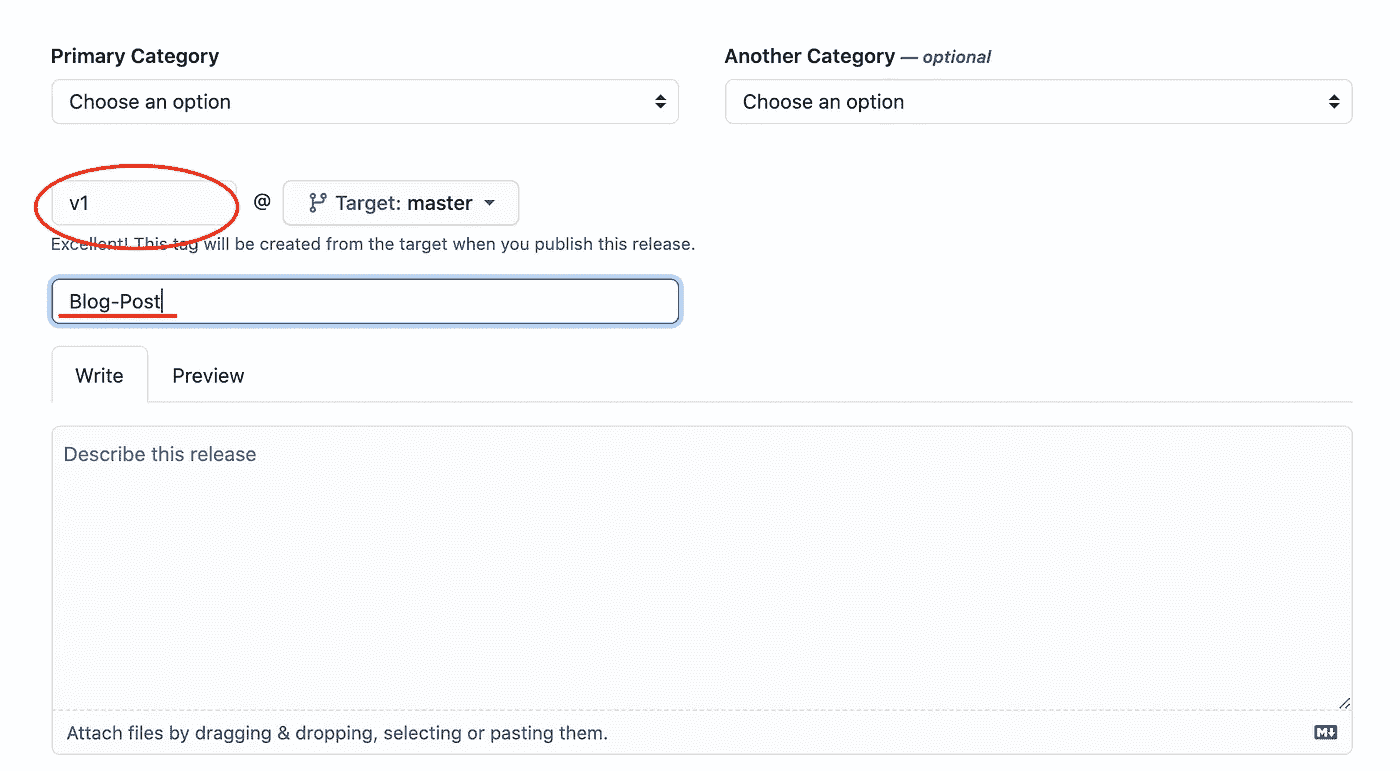 Primary Category
Another Category — optional
Choose an option
Choose an option
v1 @ Target: master
Excellent! This tag will be created from the target when you publish this release.
Blog-Post
Write Preview
Describe this release
Attach files by dragging & dropping, selecting or pasting them.
M